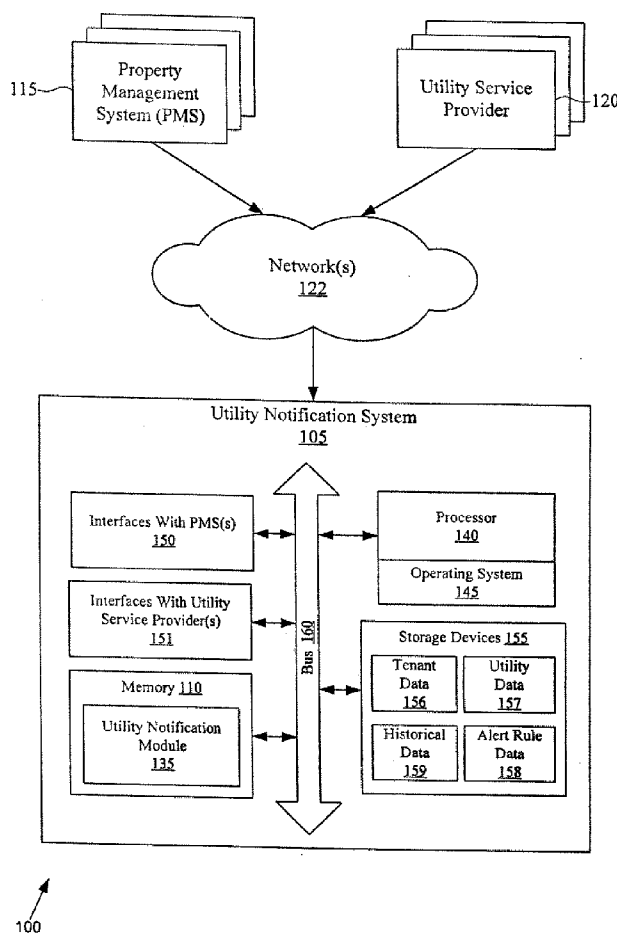 115
Property
Management
System (PMS)
Utility Service
Provider
120
Network(s)
122
Utility Notification System
105
Interfaces With PMS(s)
150
Interfaces With Utility
Service Provider(s)
151
Memory 110
Utility Notification
Module
135
Bus 160
Processor
140
Operating System
145
Storage Devices 155
Tenant
Data
156
Utility
Data
157
Historical
Data
159
Alert Rule
Data
158
100